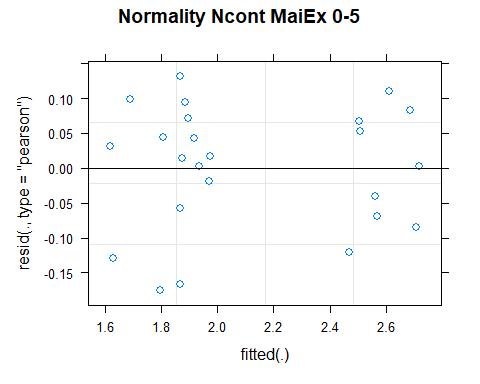 Normality Ncont MaiEx 0-5
resid(., type = "pearson")
0.10
0.05
0.00
-0.05
-0.10
-0.15
1.6 1.8 2.0 2.2 2.4 2.6
fitted(.)